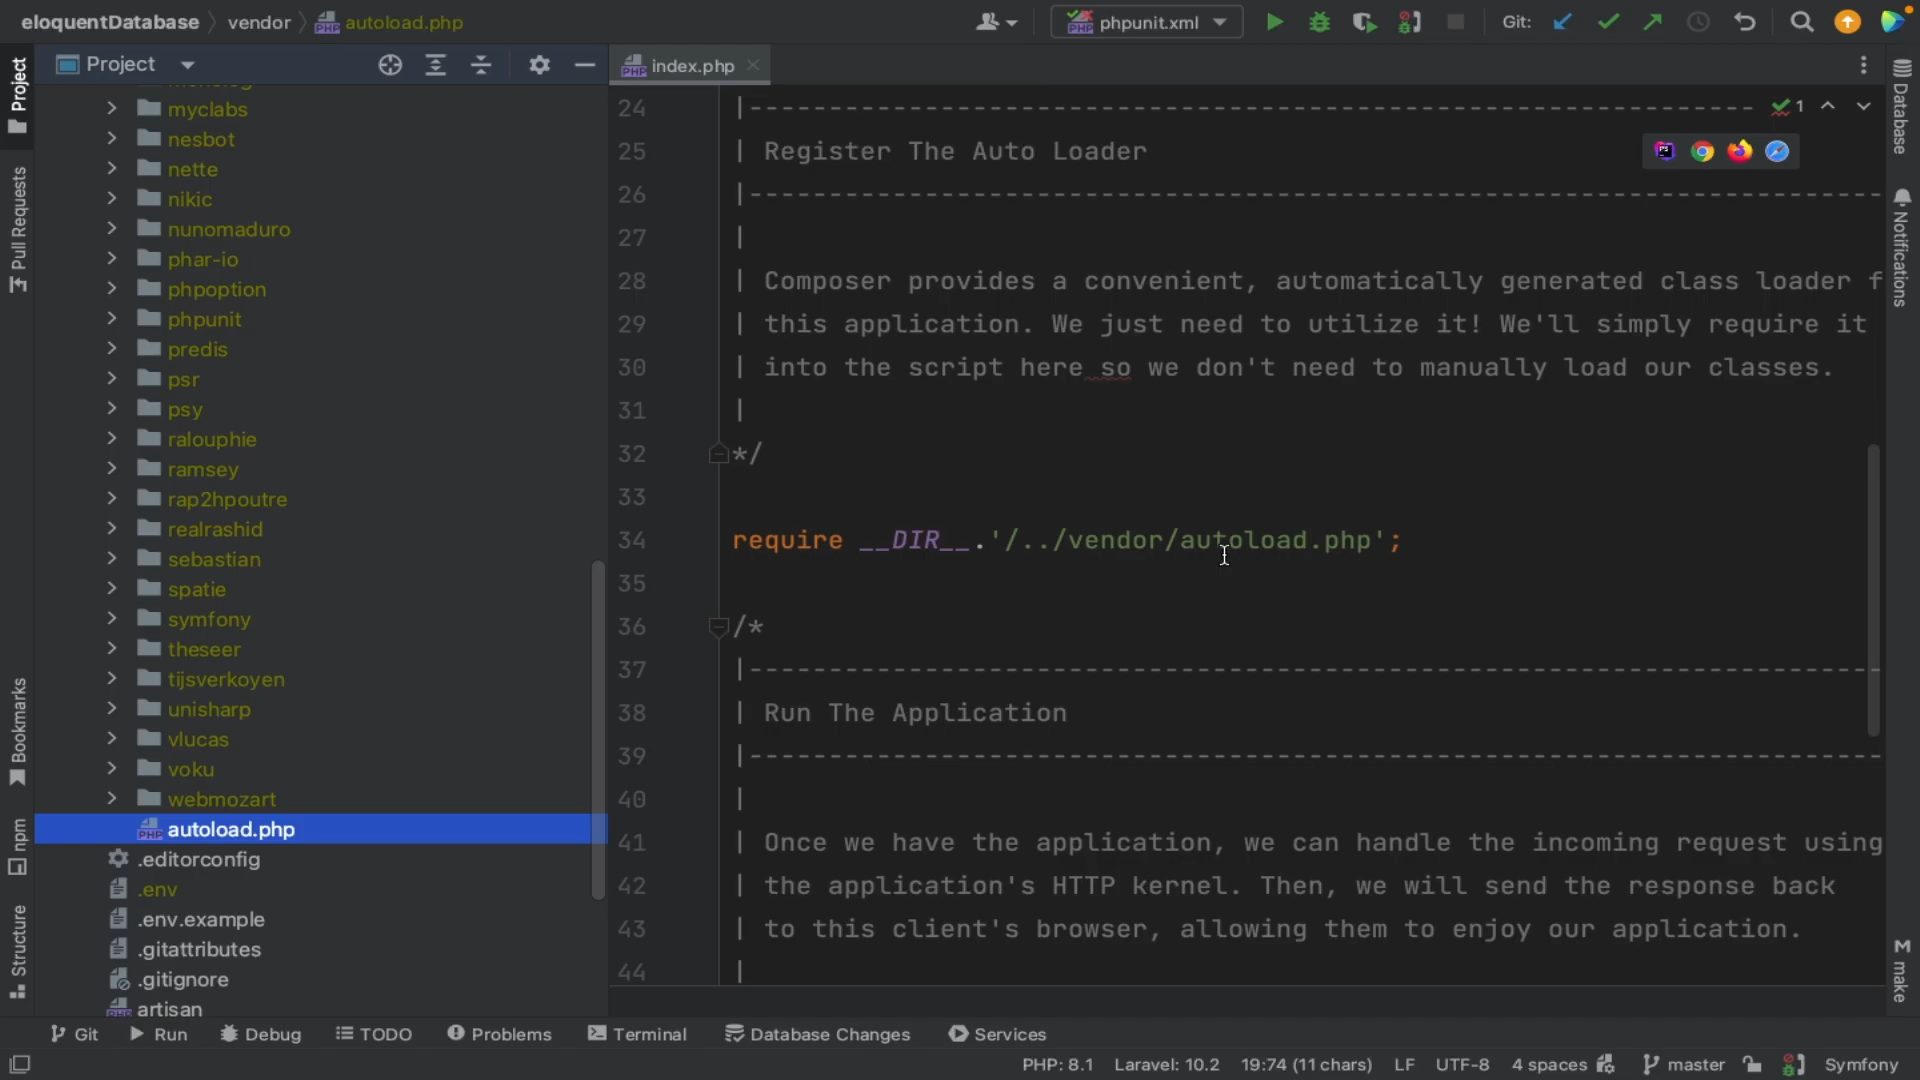 eloquentDatabase
vendor
autoload.php
phpunit.xml
Git:
Project
index.php
myclabs
nesbot
nette
nikic
nunomaduro
phar-io
phpoption
phpunit
predis
psr
psy
ralouphie
ramsey
rap2hpoutre
realrashid
sebastian
spatie
symfony
theseer
tijsverkoyen
unisharp
vlucas
voku
webmozart
autoload.php
.editorconfig
.env
.env.example
.gitattributes
.gitignore
artisan
Project
Pull Requests
Bookmarks
npm
Structure
24 |--------------------------------------------------------------------------
1
25 | Register The Auto Loader
26 |--------------------------------------------------------------------------
27 |
28 | Composer provides a convenient, automatically generated class loader f
29 | this application. We just need to utilize it! We'll simply require it
30 | into the script here so we don't need to manually load our classes.
31 |
32 */
33
34 require __DIR__.'/../vendor/autoload.php';
35
36 /*
37 |--------------------------------------------------------------------------
38 | Run The Application
39 |--------------------------------------------------------------------------
40 |
41 | Once we have the application, we can handle the incoming request using
42 | the application's HTTP kernel. Then, we will send the response back
43 | to this client's browser, allowing them to enjoy our application.
44 |
Database
Notifications
make
Git
Run
Debug
TODO
Problems
Terminal
Database Changes
Services
PHP: 8.1
Laravel: 10.2
19:74 (11 chars)
LF
UTF-8
4 spaces
master
Symfony